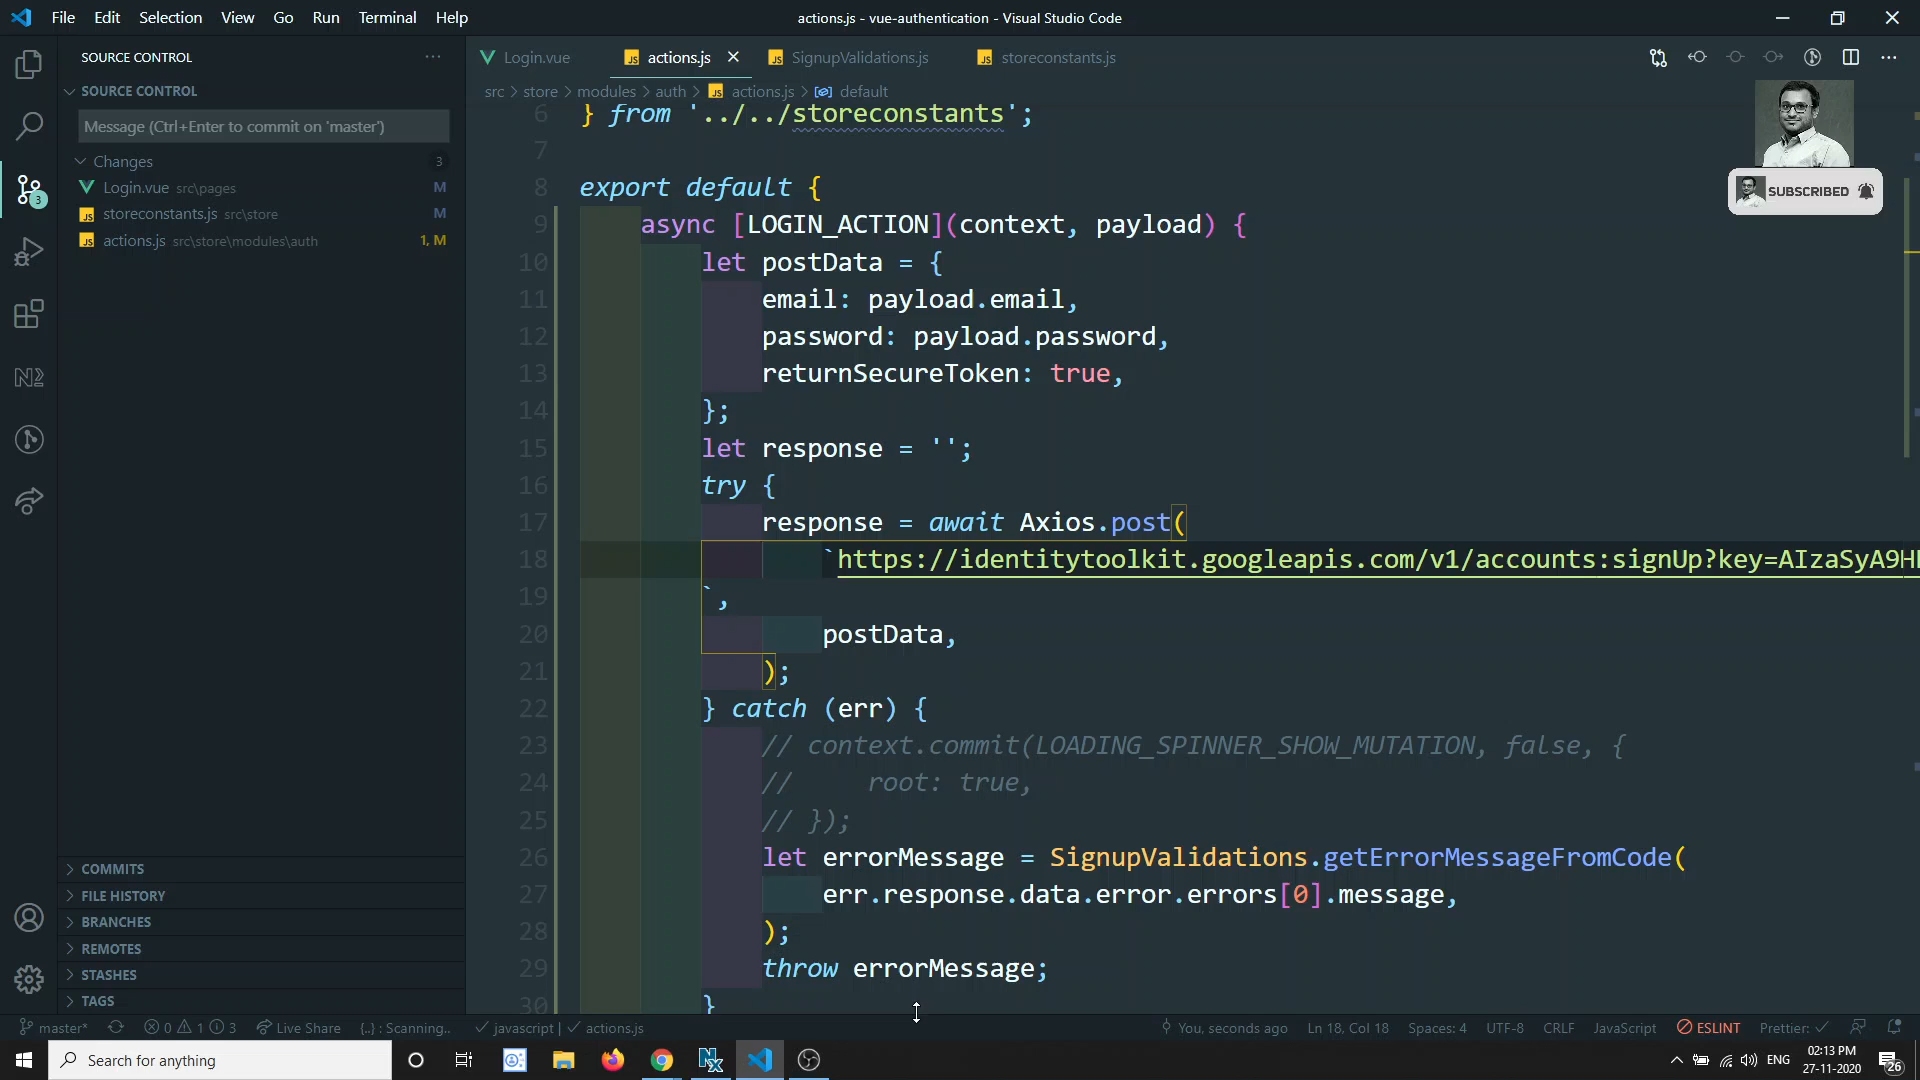 File Edit Selection View Go Run Terminal Help
actions.js - vue-authentication - Visual Studio Code
SOURCE CONTROL
SOURCE CONTROL
Message (Ctrl+Enter to commit on 'master')
Changes 3
Login.vue src\pages M
storeconstants.js src\store M
actions.js src\store\modules\auth 1, M
3
COMMITS
FILE HISTORY
BRANCHES
REMOTES
STASHES
TAGS
Login.vue actions.js SignupValidations.js storeconstants.js
src > store > modules > auth > actions.js > default
SUBSCRIBED
6 } from '../../storeconstants';
7
8 export default {
9 async [LOGIN_ACTION](context, payload) {
10 let postData = {
11 email: payload.email,
12 password: payload.password,
13 returnSecureToken: true,
14 };
15 let response = '';
16 try {
17 response = await Axios.post(
18 `https://identitytoolkit.googleapis.com/v1/accounts:signUp?key=AIzaSyA9H
19 `,
20 postData,
21 );
22 } catch (err) {
23 // context.commit(LOADING_SPINNER_SHOW_MUTATION, false, {
24 // root: true,
25 // });
26 let errorMessage = SignupValidations.getErrorMessageFromCode(
27 err.response.data.error.errors[0].message,
28 );
29 throw errorMessage;
30 }
master* 0 1 3 Live Share {..} : Scanning.. javascript | actions.js
You, seconds ago Ln 18, Col 18 Spaces: 4 UTF-8 CRLF JavaScript ESLINT Prettier:
Search for anything
ENG
02:13 PM
27-11-2020
26